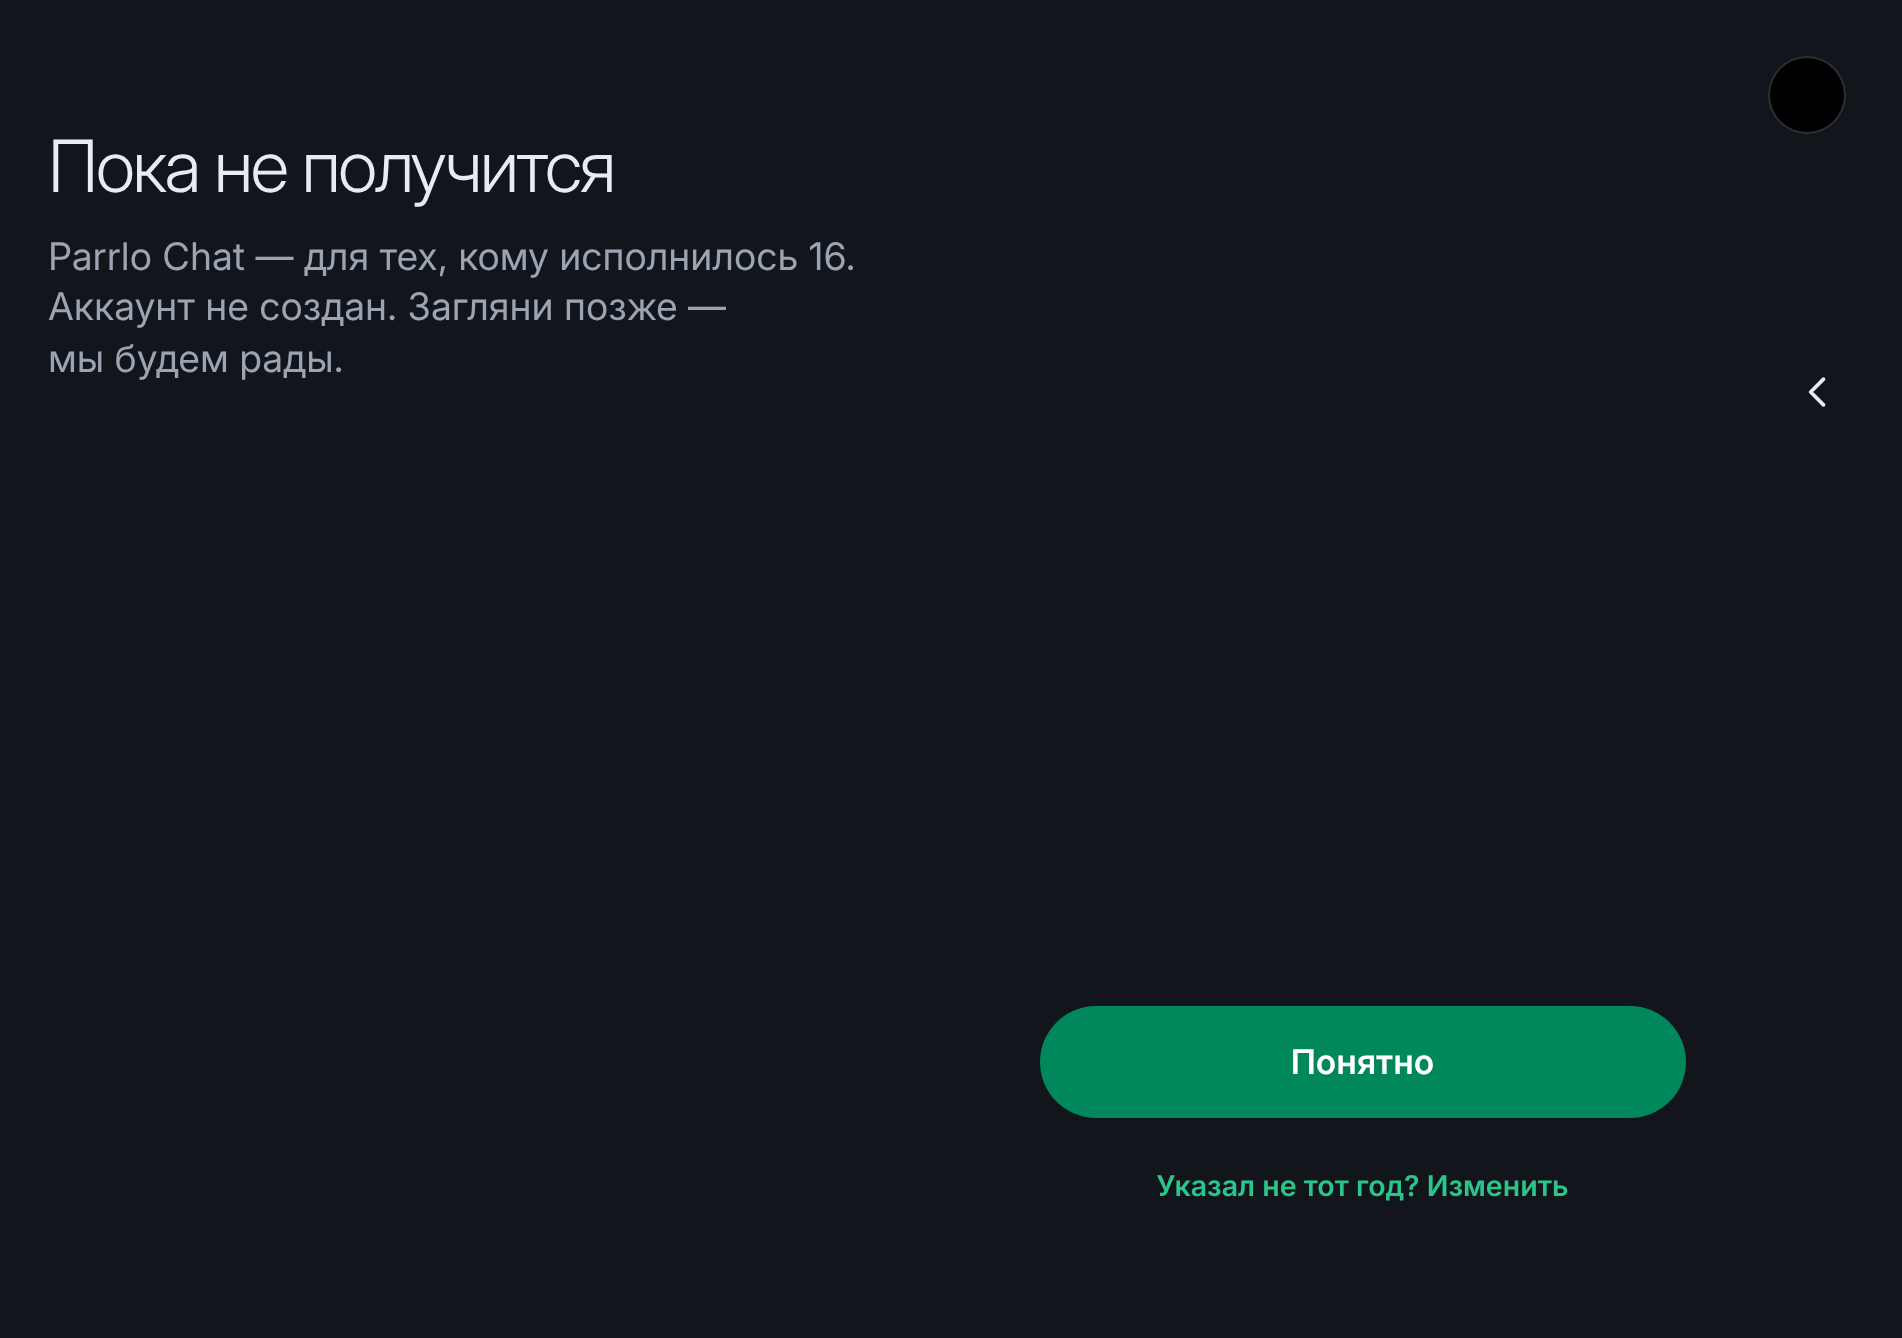 Пока не получится
Parrlo Chat — для тех, кому исполнилось 16.
Аккаунт не создан. Загляни позже —
мы будем рады.
Понятно
Указал не тот год? Изменить